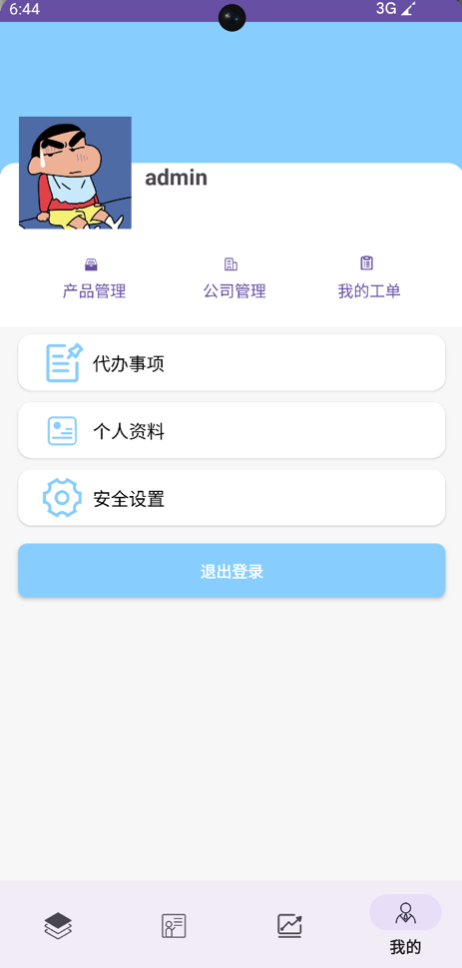 6:44 3G
admin
产品管理 公司管理 我的工单
代办事项
个人资料
安全设置
退出登录
我的